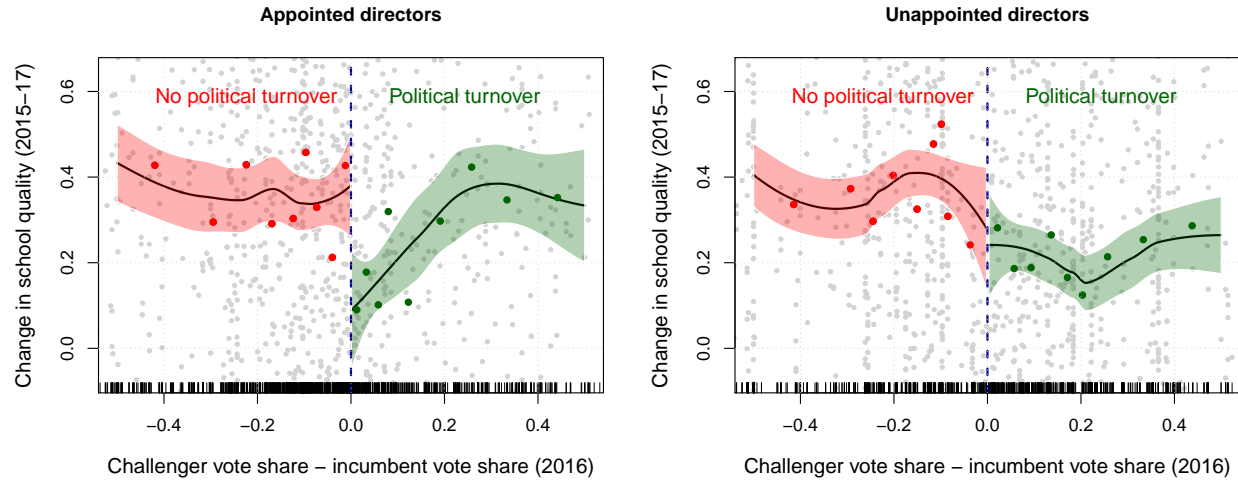 Appointed directors
No political turnover
Political turnover
Change in school quality (2015−17)
0.0
0.2
0.4
0.6
−0.4
−0.2
0.0
0.2
0.4
Challenger vote share − incumbent vote share (2016)
Unappointed directors
No political turnover
Political turnover
Change in school quality (2015−17)
0.0
0.2
0.4
0.6
−0.4
−0.2
0.0
0.2
0.4
Challenger vote share − incumbent vote share (2016)